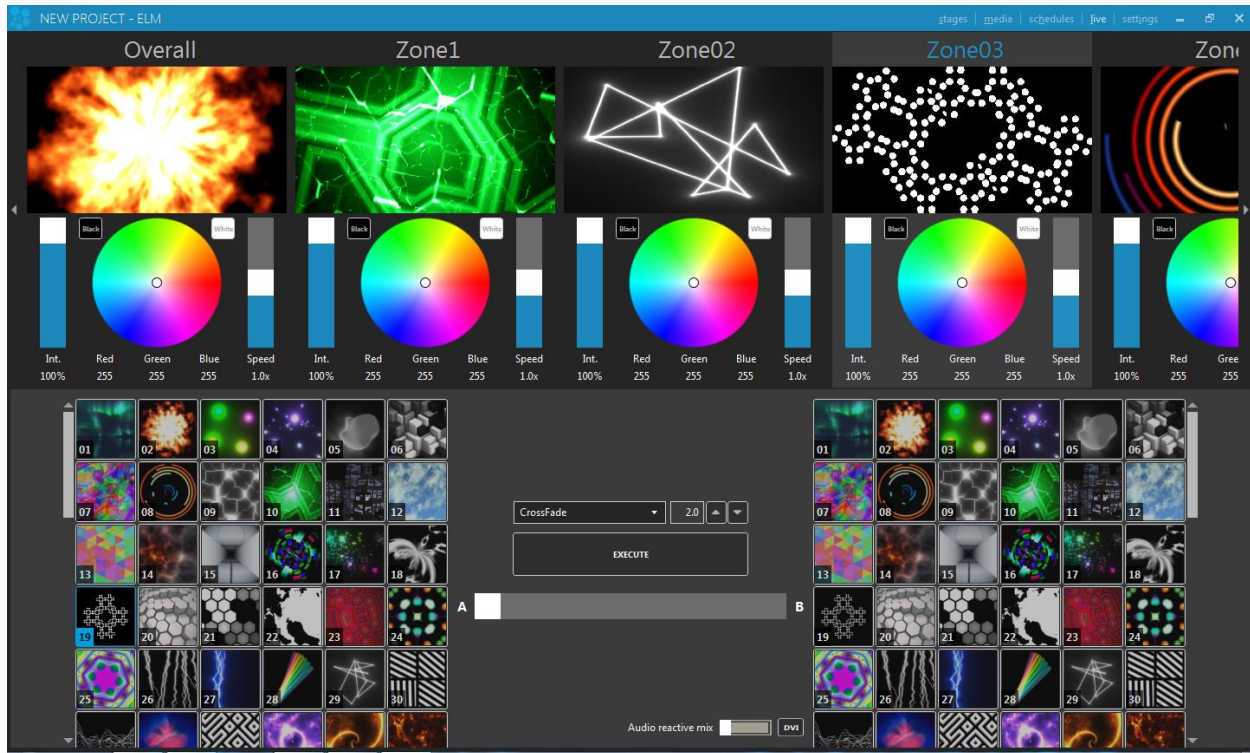 NEW PROJECT - ELM
stages | media | schedules | live | settings
Overall
Zone1
Zone02
Zone03
Zone
Black White
Black White
Black White
Black White
Black
Int. Red Green Blue Speed
100% 255 255 255 1.0x
Int. Red Green Blue Speed
100% 255 255 255 1.0x
Int. Red Green Blue Speed
100% 255 255 255 1.0x
Int. Red Green Blue Speed
100% 255 255 255 1.0x
Int. Red Gree
100% 255 255
01 02 03 04 05 06
07 08 09 10 11 12
13 14 15 16 17 18
19 20 21 22 23 24
25 26 27 28 29 30
CrossFade 2.0
EXECUTE
A B
Audio reactive mix DVI
01 02 03 04 05 06
07 08 09 10 11 12
13 14 15 16 17 18
19 20 21 22 23 24
25 26 27 28 29 30